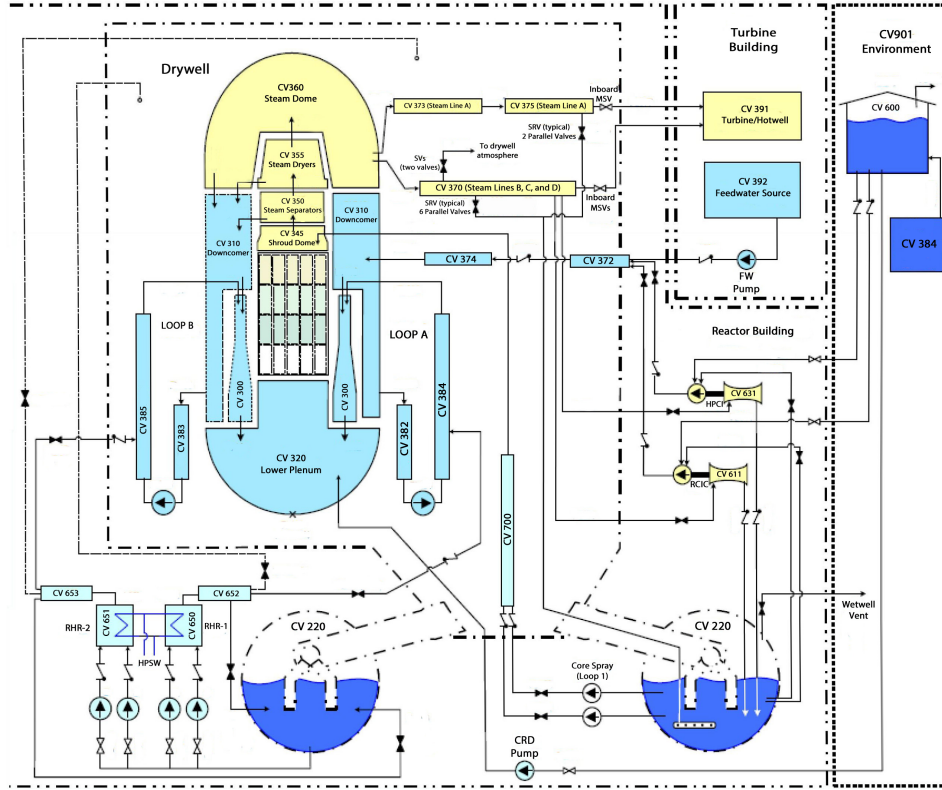 Drywell
Turbine
Building
CV901
Environment
CV360
Steam Dome
CV 373 (Steam Line A)
CV 375 (Steam Line A)
Inboard
MSV
CV 391
Turbine/Hotwell
CV 600
SRV (typical)
2 Parallel Valves
To drywell
atmosphere
SVs
(two valves)
CV 355
Steam Dryers
CV 370 (Steam Lines B, C, and D)
SRV (typical)
6 Parallel Valves
Inboard
MSVs
CV 392
Feedwater Source
CV 350
Steam Separators
CV 310
Downcomer
CV 310
Downcomer
CV 345
Shroud Dome
CV 384
CV 374
CV 372
FW
Pump
LOOP B
LOOP A
Reactor Building
CV 300
CV 300
CV 385
CV 383
CV 382
CV 384
HPCI
CV 631
RCIC
CV 611
CV 320
Lower Plenum
CV 700
CV 653
CV 652
RHR-2
CV 651
CV 650
RHR-1
HPSW
CV 220
CV 220
Wetwell
Vent
Core Spray
(Loop 1)
CRD
Pump